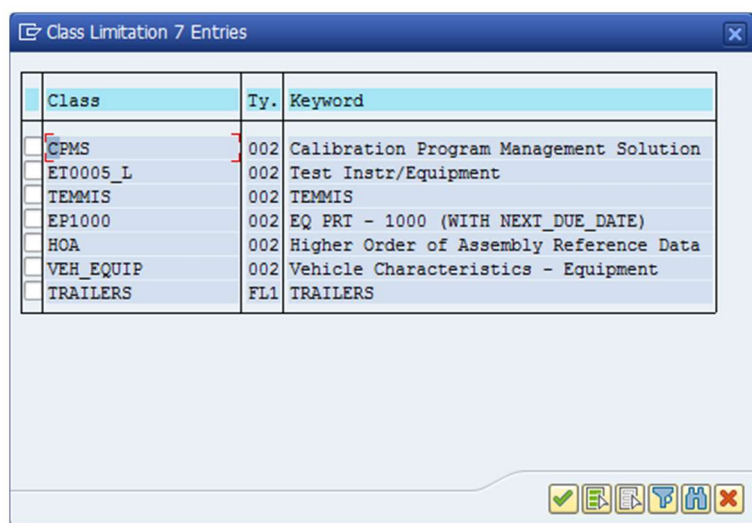 Class Limitation 7 Entries
Class Ty. Keyword
CPMS 002 Calibration Program Management Solution
ET0005_L 002 Test Instr/Equipment
TEMMIS 002 TEMMIS
EP1000 002 EQ PRT - 1000 (WITH NEXT_DUE_DATE)
HOA 002 Higher Order of Assembly Reference Data
VEH_EQUIP 002 Vehicle Characteristics - Equipment
TRAILERS FL1 TRAILERS